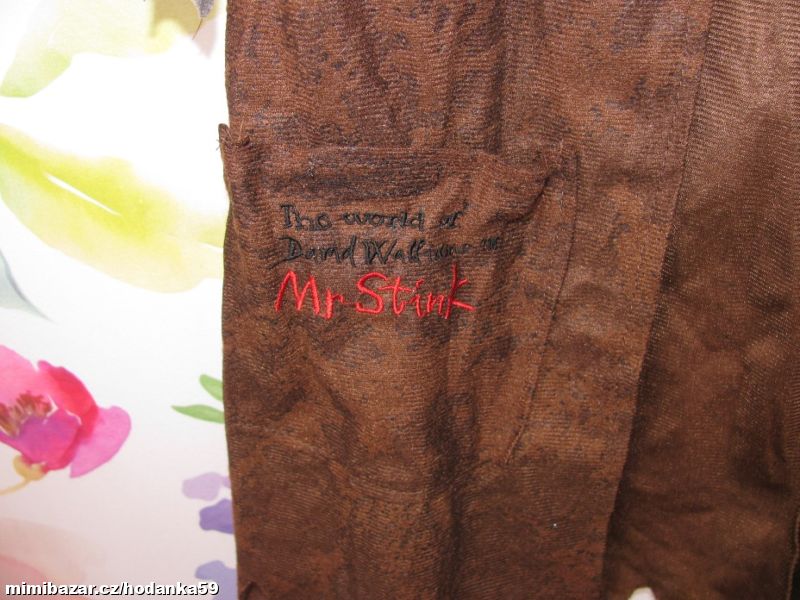 The world of
David Walliams
Mr Stink
mimibazar.cz/hodanka59